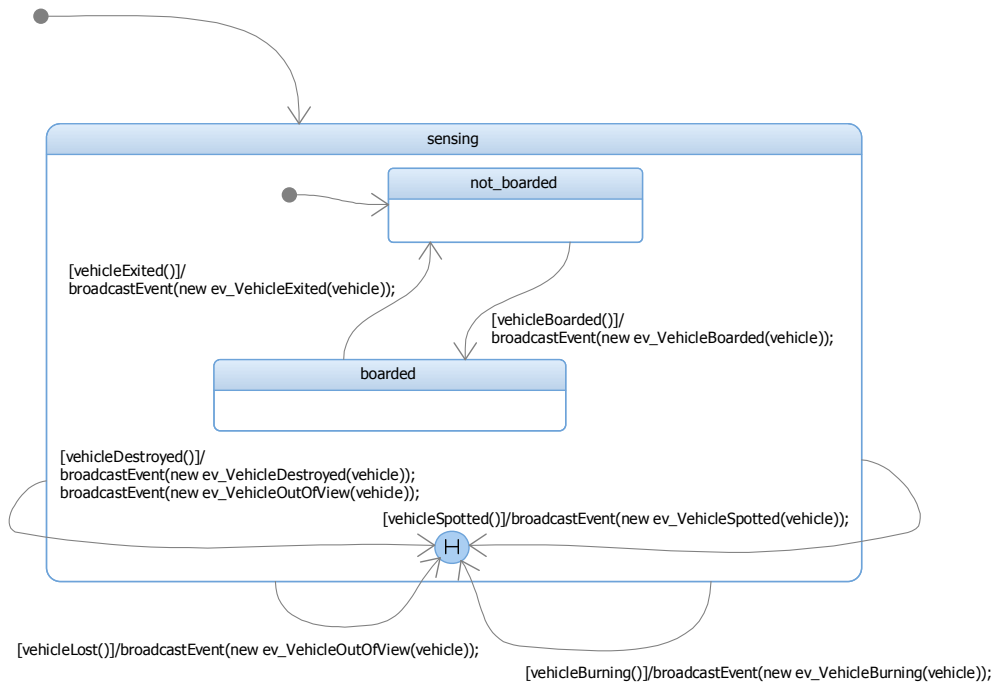 sensing
not_boarded
[vehicleExited()]/
broadcastEvent(new ev_VehicleExited(vehicle));
[vehicleBoarded()]/
broadcastEvent(new ev_VehicleBoarded(vehicle));
boarded
[vehicleDestroyed()]/
broadcastEvent(new ev_VehicleDestroyed(vehicle));
broadcastEvent(new ev_VehicleOutOfView(vehicle));
[vehicleSpotted()]/broadcastEvent(new ev_VehicleSpotted(vehicle));
H
[vehicleLost()]/broadcastEvent(new ev_VehicleOutOfView(vehicle));
[vehicleBurning()]/broadcastEvent(new ev_VehicleBurning(vehicle));